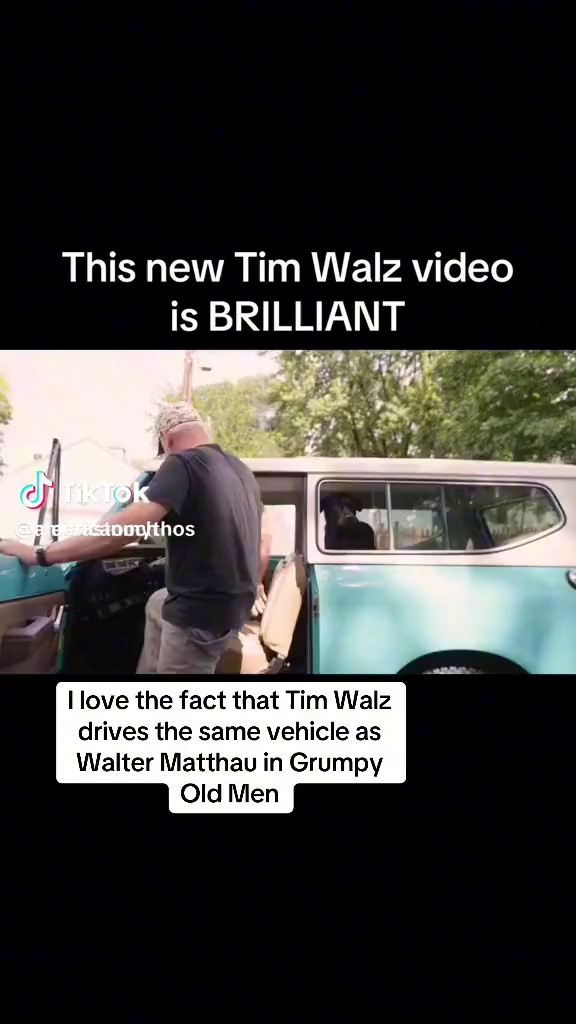 This new Tim Walz video
is BRILLIANT
TikTok
I love the fact that Tim Walz
drives the same vehicle as
Walter Matthau in Grumpy
Old Men